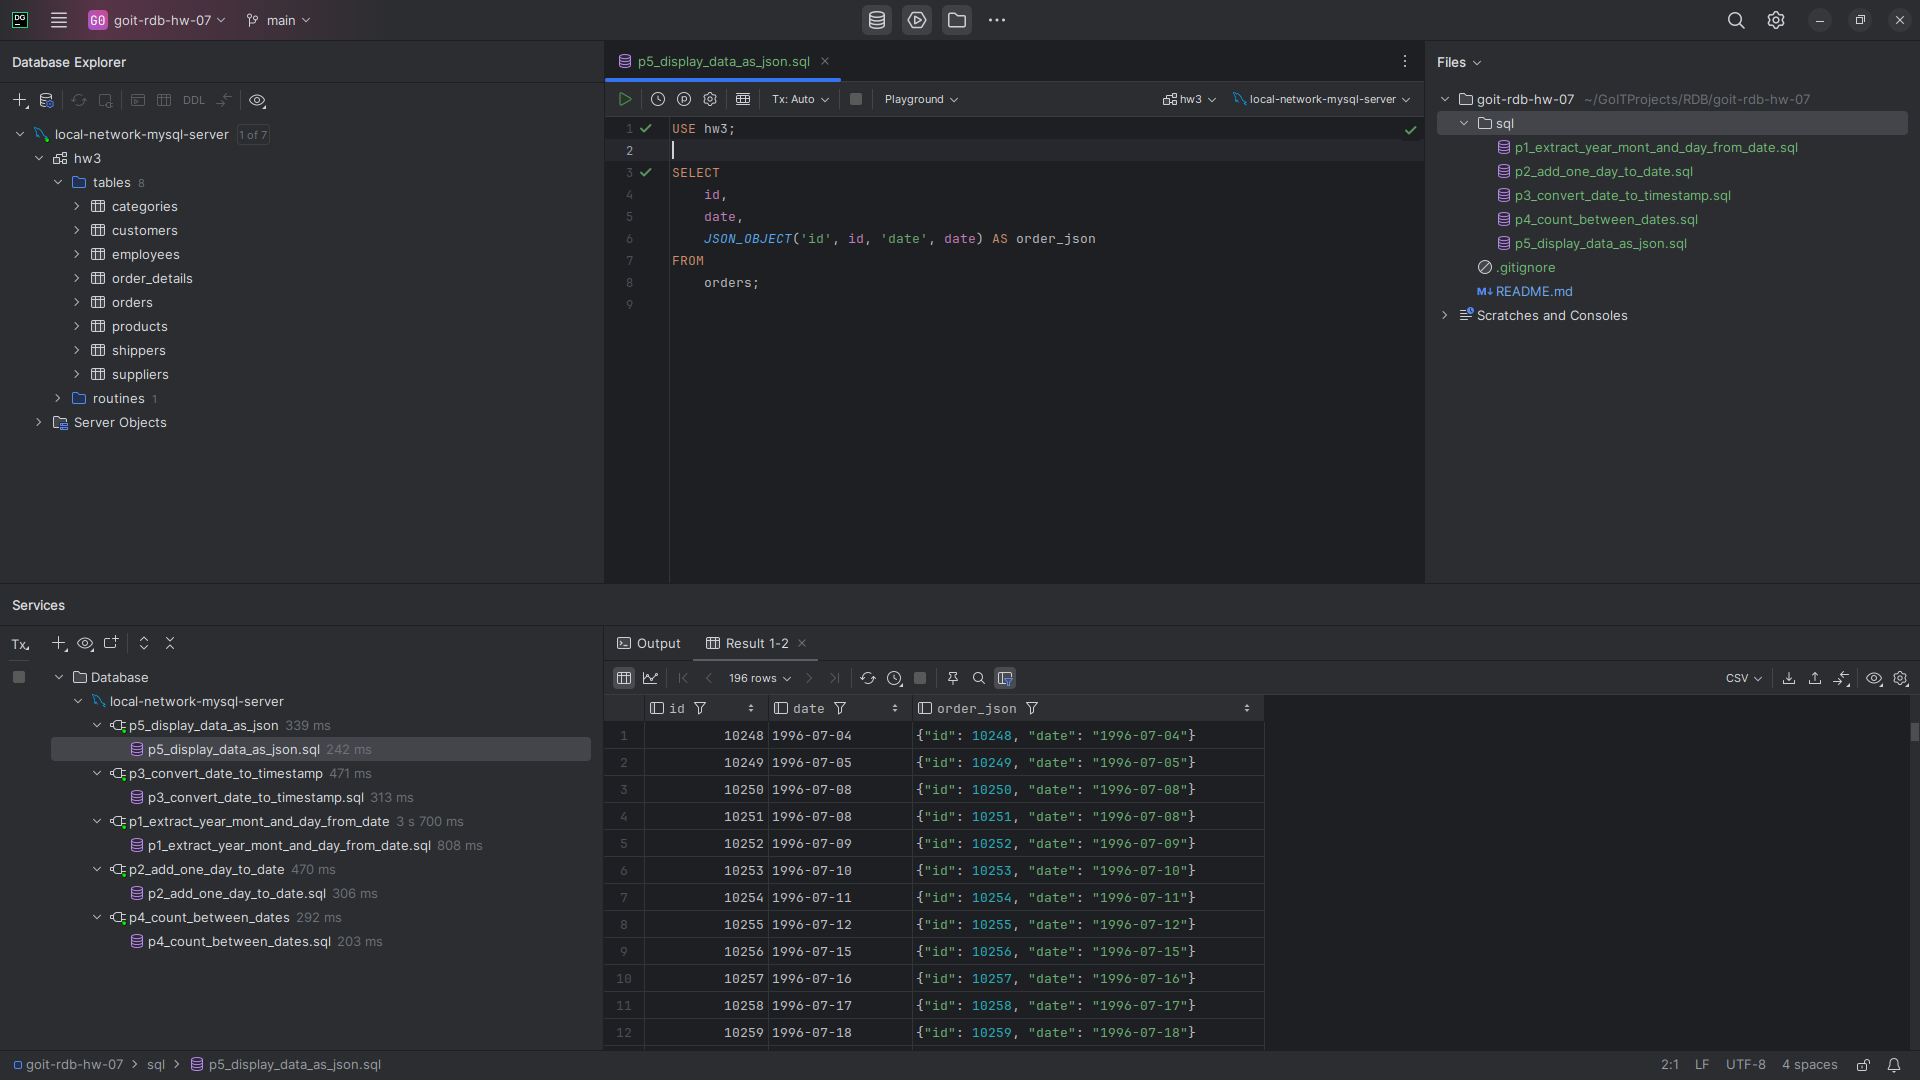 DG G0 goit-rdb-hw-07 main
Database Explorer
DDL
local-network-mysql-server 1 of 7
hw3
tables 8
categories
customers
employees
order_details
orders
products
shippers
suppliers
routines 1
Server Objects
p5_display_data_as_json.sql
Tx: Auto Playground hw3 local-network-mysql-server
1 USE hw3;
2
3 SELECT
4 id,
5 date,
6 JSON_OBJECT('id', id, 'date', date) AS order_json
7 FROM
8 orders;
9
Files
goit-rdb-hw-07 ~/GoITProjects/RDB/goit-rdb-hw-07
sql
p1_extract_year_mont_and_day_from_date.sql
p2_add_one_day_to_date.sql
p3_convert_date_to_timestamp.sql
p4_count_between_dates.sql
p5_display_data_as_json.sql
.gitignore
M↓ README.md
Scratches and Consoles
Services
Tx
Database
local-network-mysql-server
p5_display_data_as_json 339 ms
p5_display_data_as_json.sql 242 ms
p3_convert_date_to_timestamp 471 ms
p3_convert_date_to_timestamp.sql 313 ms
p1_extract_year_mont_and_day_from_date 3 s 700 ms
p1_extract_year_mont_and_day_from_date.sql 808 ms
p2_add_one_day_to_date 470 ms
p2_add_one_day_to_date.sql 306 ms
p4_count_between_dates 292 ms
p4_count_between_dates.sql 203 ms
Output Result 1-2
196 rows CSV
id date order_json
1 10248 1996-07-04 {"id": 10248, "date": "1996-07-04"}
2 10249 1996-07-05 {"id": 10249, "date": "1996-07-05"}
3 10250 1996-07-08 {"id": 10250, "date": "1996-07-08"}
4 10251 1996-07-08 {"id": 10251, "date": "1996-07-08"}
5 10252 1996-07-09 {"id": 10252, "date": "1996-07-09"}
6 10253 1996-07-10 {"id": 10253, "date": "1996-07-10"}
7 10254 1996-07-11 {"id": 10254, "date": "1996-07-11"}
8 10255 1996-07-12 {"id": 10255, "date": "1996-07-12"}
9 10256 1996-07-15 {"id": 10256, "date": "1996-07-15"}
10 10257 1996-07-16 {"id": 10257, "date": "1996-07-16"}
11 10258 1996-07-17 {"id": 10258, "date": "1996-07-17"}
12 10259 1996-07-18 {"id": 10259, "date": "1996-07-18"}
goit-rdb-hw-07 sql p5_display_data_as_json.sql 2:1 LF UTF-8 4 spaces